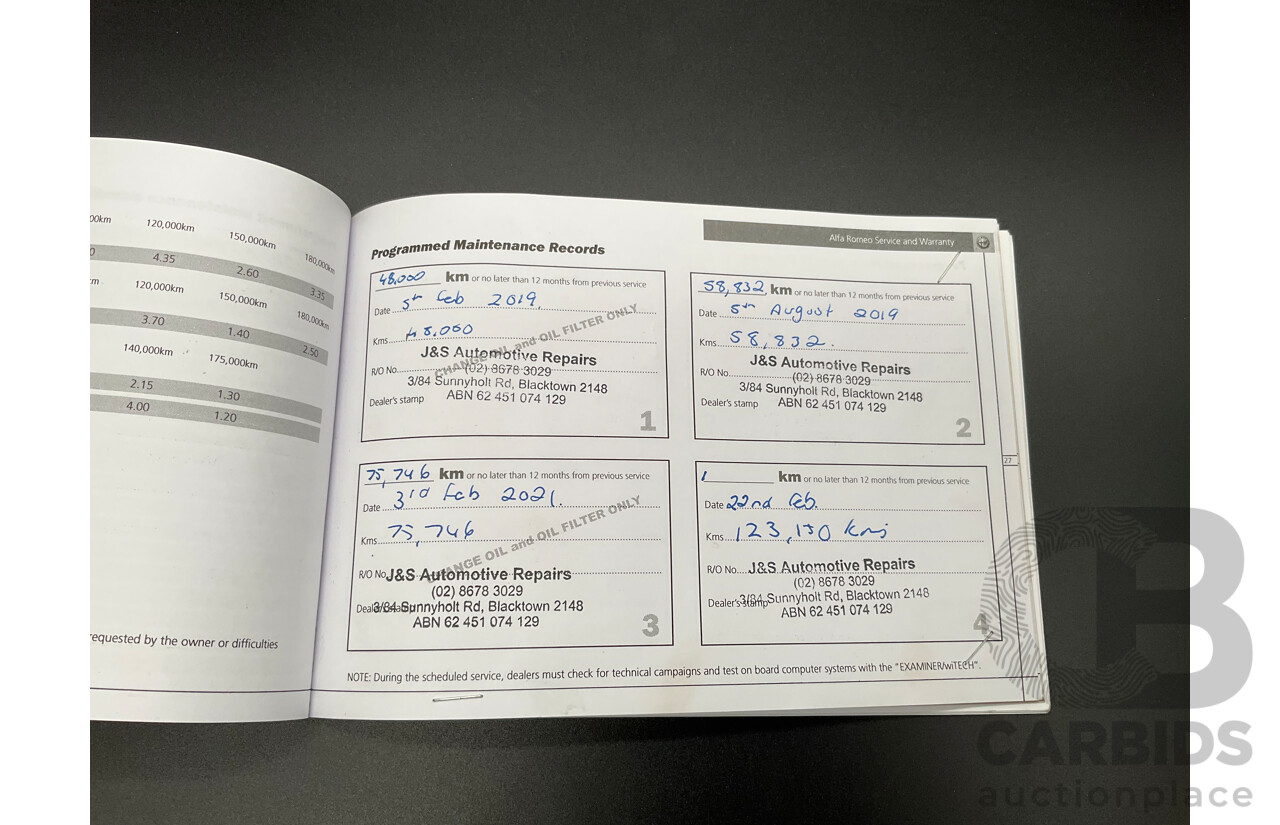 00km 120,000km 150,000km 180,000km
0 4.35 2.60 3.35
120,000km 150,000km 180,000km
3.70 1.40 2.50
140,000km 175,000km
2.15 1.30
4.00 1.20
requested by the owner or difficulties
Alfa Romeo Service and Warranty
Programmed Maintenance Records
48,000 km or no later than 12 months from previous service
Date 5th Feb 2019.
Kms 48,000
CHANGE OIL and OIL FILTER ONLY
J&S Automotive Repairs
R/O No. (02) 8678 3029
3/84 Sunnyholt Rd, Blacktown 2148
Dealer's stamp ABN 62 451 074 129
1
58,832 km or no later than 12 months from previous service
Date 5th August 2019
Kms 58,832.
J&S Automotive Repairs
R/O No. (02) 8678 3029
3/84 Sunnyholt Rd, Blacktown 2148
Dealer's stamp ABN 62 451 074 129
2
75,746 km or no later than 12 months from previous service
Date 3rd Feb 2021.
Kms 75,746
CHANGE OIL and OIL FILTER ONLY
R/O No. J&S Automotive Repairs
(02) 8678 3029
Dealer's stamp 3/84 Sunnyholt Rd, Blacktown 2148
ABN 62 451 074 129
3
km or no later than 12 months from previous service
Date 22nd Feb.
Kms 123,150 kms
R/O No. J&S Automotive Repairs
(02) 8678 3029
Dealer's stamp 3/84 Sunnyholt Rd, Blacktown 2148
ABN 62 451 074 129
4
27
NOTE: During the scheduled service, dealers must check for technical campaigns and test on board computer systems with the "EXAMINER/wiTECH".
CB
CARBIDS
auctionplace